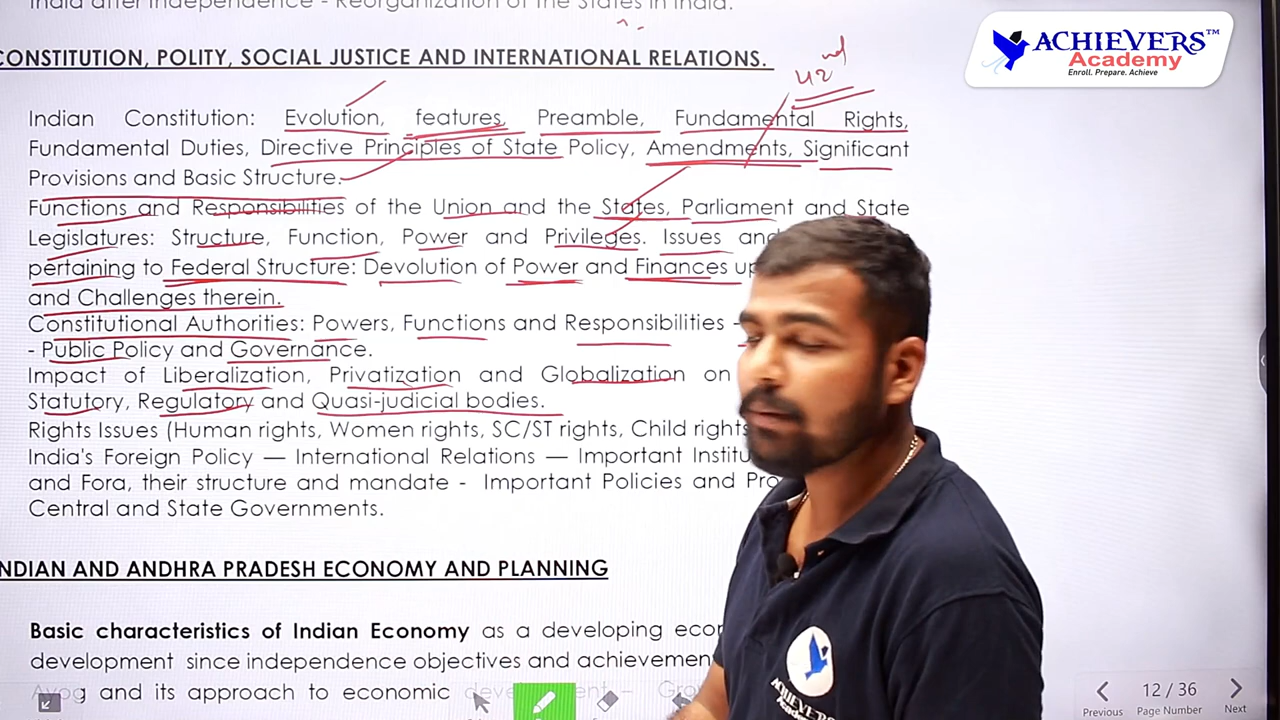 India after Independence - Reorganization of the States in India.
CONSTITUTION, POLITY, SOCIAL JUSTICE AND INTERNATIONAL RELATIONS.
42nd
ACHIEVERS™
Academy
Enroll. Prepare. Achieve
Indian Constitution: Evolution, features, Preamble, Fundamental Rights,
Fundamental Duties, Directive Principles of State Policy, Amendments, Significant
Provisions and Basic Structure.
Functions and Responsibilities of the Union and the States, Parliament and State
Legislatures: Structure, Function, Power and Privileges. Issues and
pertaining to Federal Structure: Devolution of Power and Finances up
and Challenges therein.
Constitutional Authorities: Powers, Functions and Responsibilities -
- Public Policy and Governance.
Impact of Liberalization, Privatization and Globalization on
Statutory, Regulatory and Quasi-judicial bodies.
Rights Issues (Human rights, Women rights, SC/ST rights, Child rights
India's Foreign Policy — International Relations — Important Institu
and Fora, their structure and mandate - Important Policies and Pro
Central and State Governments.
INDIAN AND ANDHRA PRADESH ECONOMY AND PLANNING
Basic characteristics of Indian Economy as a developing econ
development since independence objectives and achievemen
Ayog and its approach to economic development –
12 / 36
Previous Page Number Next
ACHIEVERS